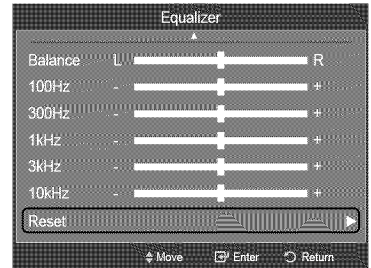 Equalizer
Balance L R
100Hz - +
300Hz - +
1kHz - +
3kHz - +
10kHz - +
Reset
Move Enter Return